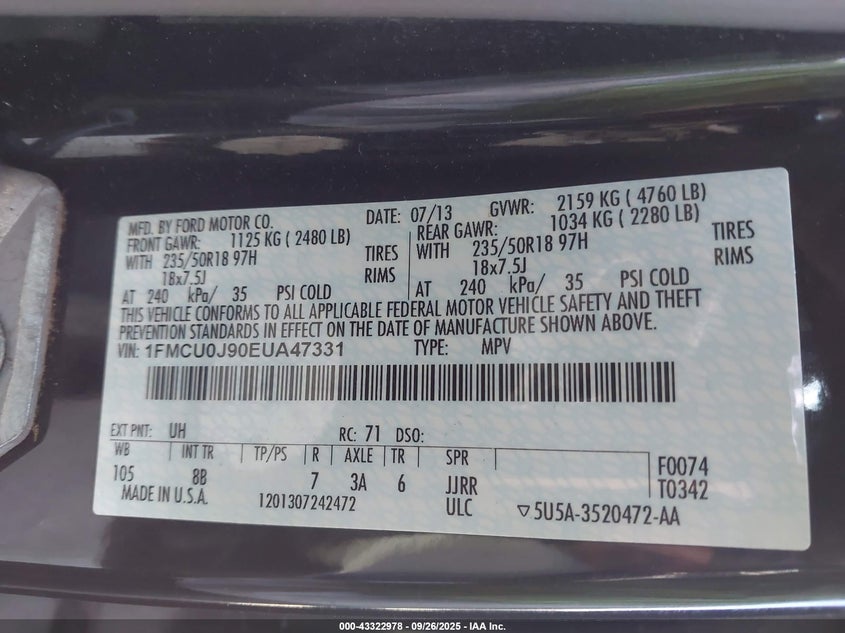 MFD. BY FORD MOTOR CO. DATE: 07/13 GVWR: 2159 KG ( 4760 LB)
FRONT GAWR: 1125 KG ( 2480 LB) REAR GAWR: 1034 KG ( 2280 LB)
WITH 235/50R18 97H TIRES WITH 235/50R18 97H TIRES
18x7.5J RIMS 18x7.5J RIMS
AT 240 kPa/ 35 PSI COLD AT 240 kPa/ 35 PSI COLD
THIS VEHICLE CONFORMS TO ALL APPLICABLE FEDERAL MOTOR VEHICLE SAFETY AND THEFT
PREVENTION STANDARDS IN EFFECT ON THE DATE OF MANUFACTURE SHOWN ABOVE.
VIN: 1FMCU0J90EUA47331 TYPE: MPV
EXT PNT: UH RC: 71 DSO:
WB INT TR TP/PS R AXLE TR SPR
105 8B 7 3A 6 JJRR F0074
MADE IN U.S.A. 1201307242472 ULC T0342
▽5U5A-3520472-AA
000-43322978 - 09/26/2025 - IAA Inc.